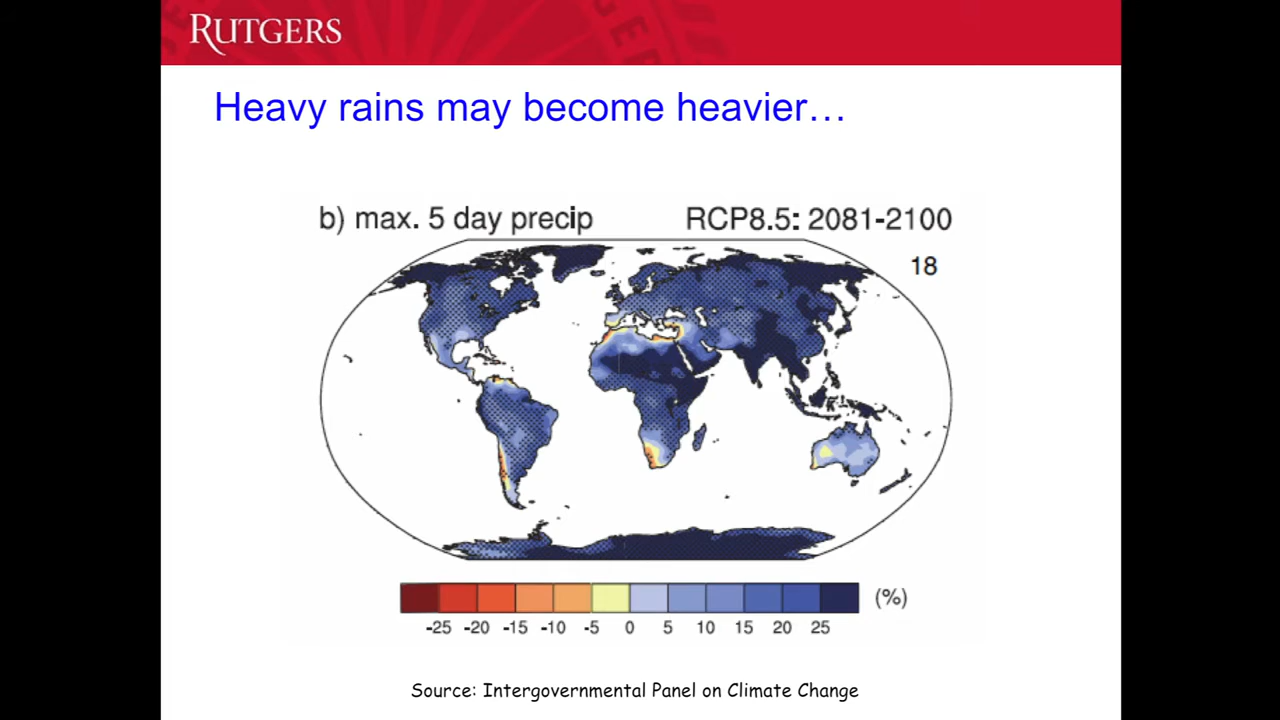 RUTGERS
Heavy rains may become heavier…
b) max. 5 day precip RCP8.5: 2081-2100
18
(%)
-25 -20 -15 -10 -5 0 5 10 15 20 25
Source: Intergovernmental Panel on Climate Change